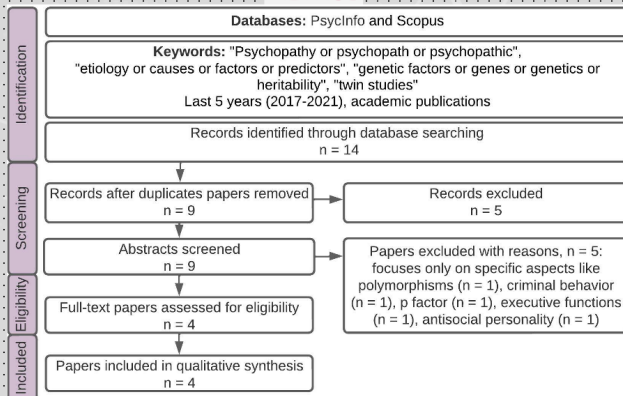 Identification
Databases: PsycInfo and Scopus
Keywords: "Psychopathy or psychopath or psychopathic",
"etiology or causes or factors or predictors", "genetic factors or genes or genetics or
heritability", "twin studies"
Last 5 years (2017-2021), academic publications
Records identified through database searching
n = 14
Screening
Records after duplicates papers removed
n = 9
Records excluded
n = 5
Abstracts screened
n = 9
Papers excluded with reasons, n = 5:
focuses only on specific aspects like
polymorphisms (n = 1), criminal behavior
(n = 1), p factor (n = 1), executive functions
(n = 1), antisocial personality (n = 1)
Eligibility
Full-text papers assessed for eligibility
n = 4
Included
Papers included in qualitative synthesis
n = 4